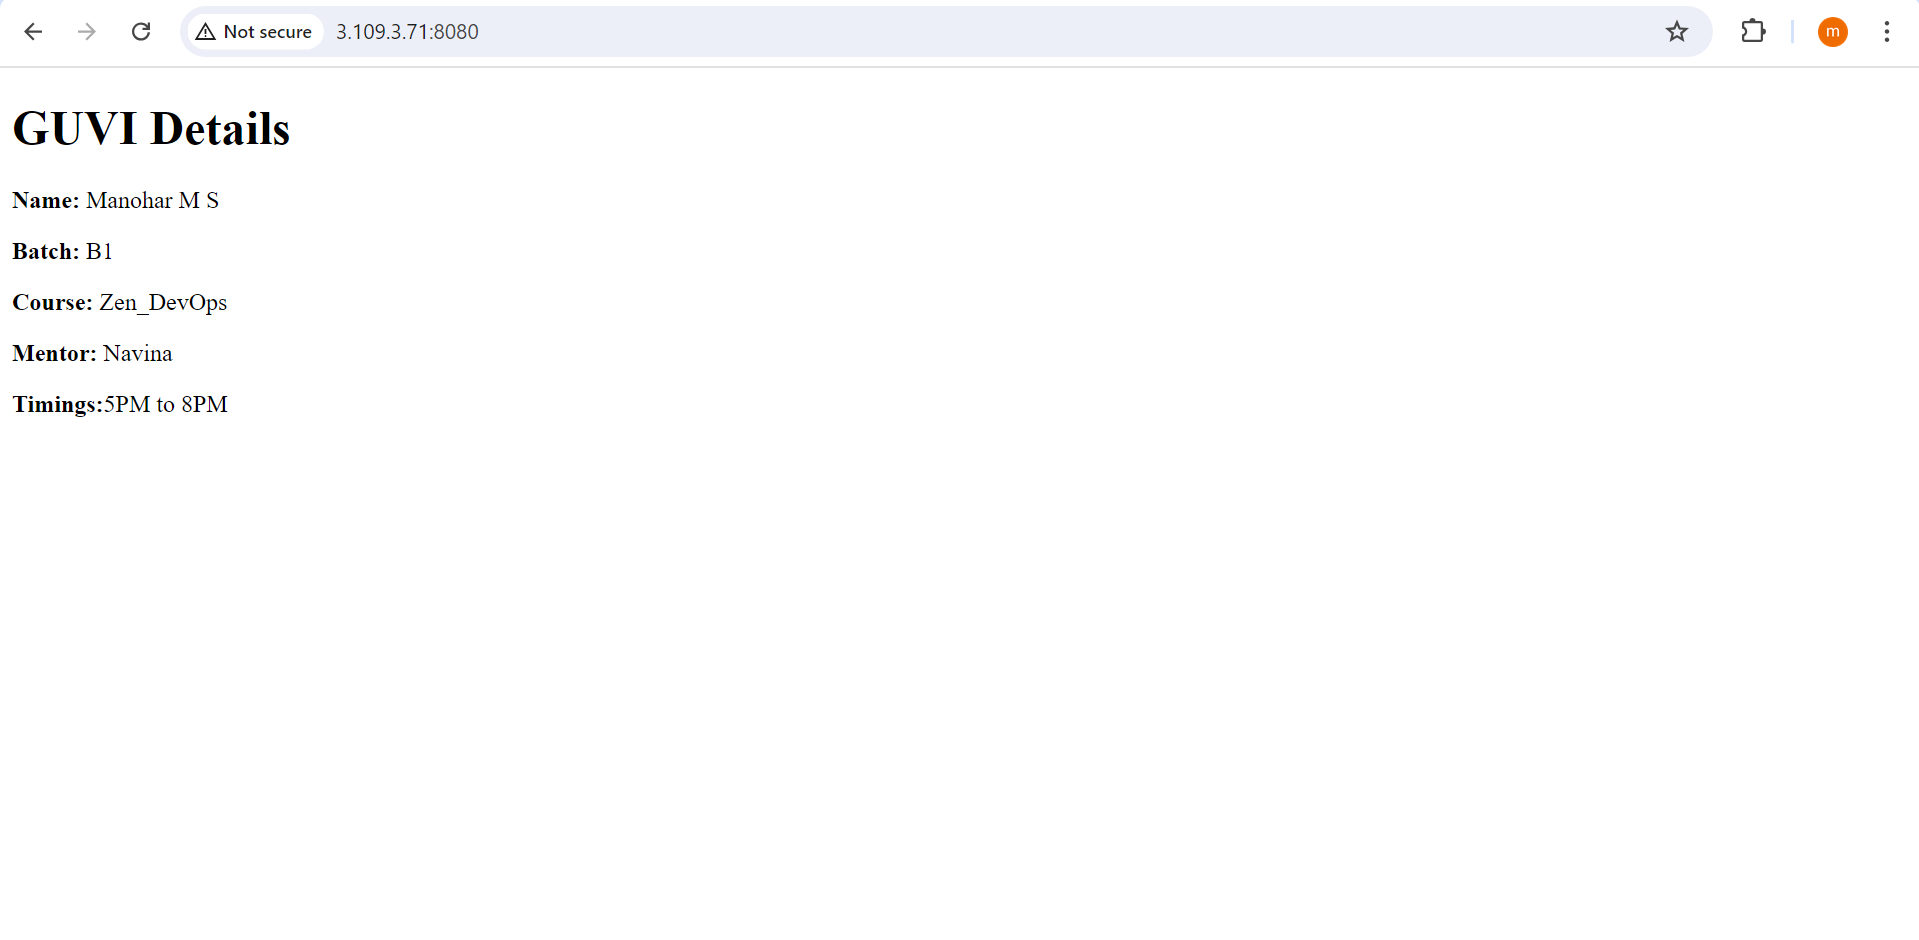 Not secure 3.109.3.71:8080 m
GUVI Details
Name: Manohar M S
Batch: B1
Course: Zen_DevOps
Mentor: Navina
Timings:5PM to 8PM